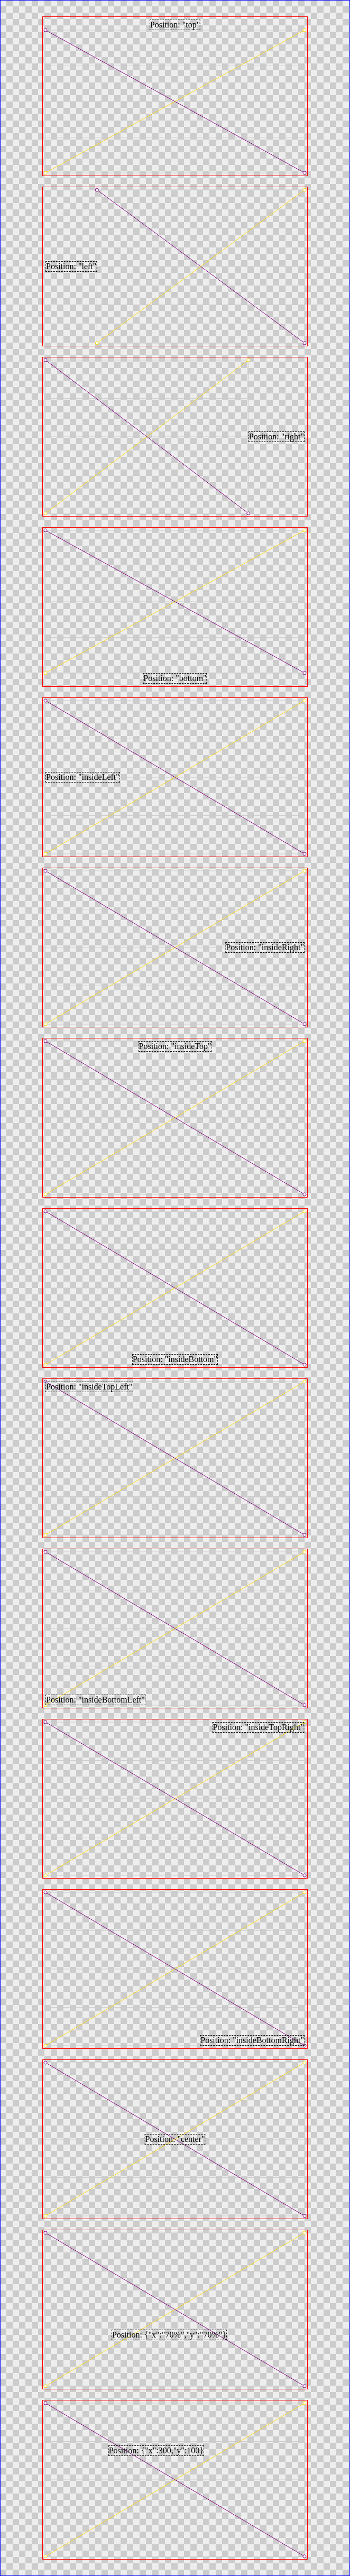 Position: "top"
Position: "left"
Position: "right"
Position: "bottom"
Position: "insideLeft"
Position: "insideRight"
Position: "insideTop"
Position: "insideBottom"
Position: "insideTopLeft"
Position: "insideBottomLeft"
Position: "insideTopRight"
Position: "insideBottomRight"
Position: "center"
Position: {"x":"70%","y":"70%"}
Position: {"x":300,"y":100}